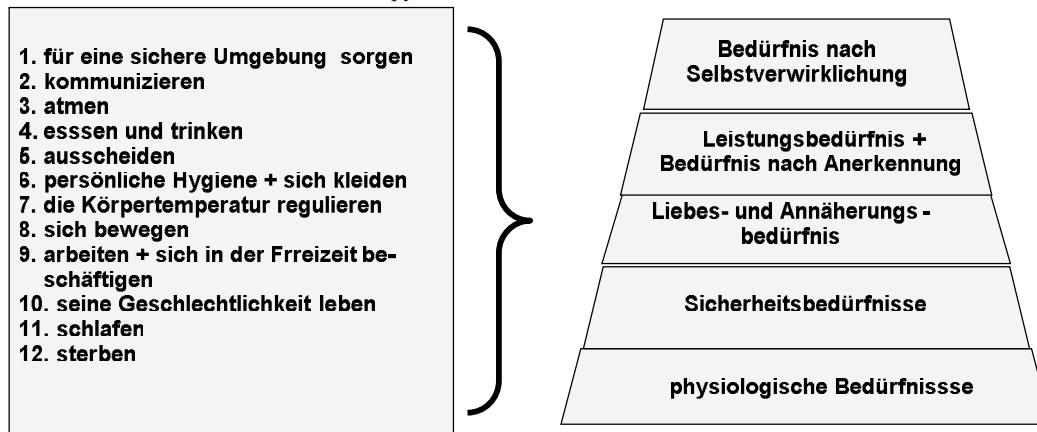 1. für eine sichere Umgebung sorgen
2. kommunizieren
3. atmen
4. esssen und trinken
5. ausscheiden
6. persönliche Hygiene + sich kleiden
7. die Körpertemperatur regulieren
8. sich bewegen
9. arbeiten + sich in der Frreizeit be-
schäftigen
10. seine Geschlechtlichkeit leben
11. schlafen
12. sterben
Bedürfnis nach
Selbstverwirklichung
Leistungsbedürfnis +
Bedürfnis nach Anerkennung
Liebes- und Annäherungs -
bedürfnis
Sicherheitsbedürfnisse
physiologische Bedürfnissse